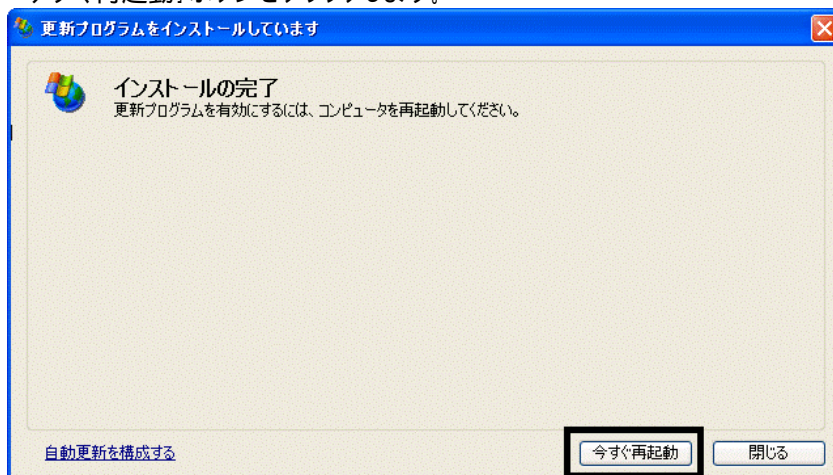 更新プログラムをインストールしています
インストールの完了
更新プログラムを有効にするには、コンピュータを再起動してください。
自動更新を構成する
今すぐ再起動
閉じる